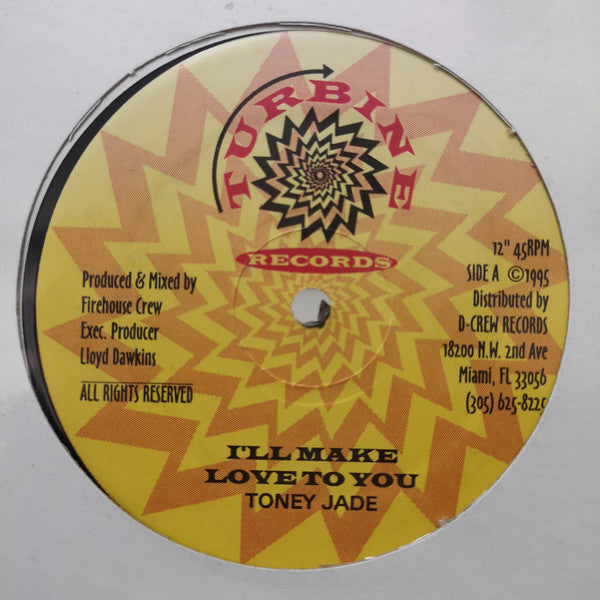 TURBINE
RECORDS
Produced & Mixed by
Firehouse Crew
Exec. Producer
Lloyd Dawkins
ALL RIGHTS RESERVED
12" 45RPM
SIDE A ©1995
Distributed by
D-CREW RECORDS
18200 N.W. 2nd Ave
Miami, FL 33056
(305) 625-8225
I'LL MAKE
LOVE TO YOU
TONEY JADE